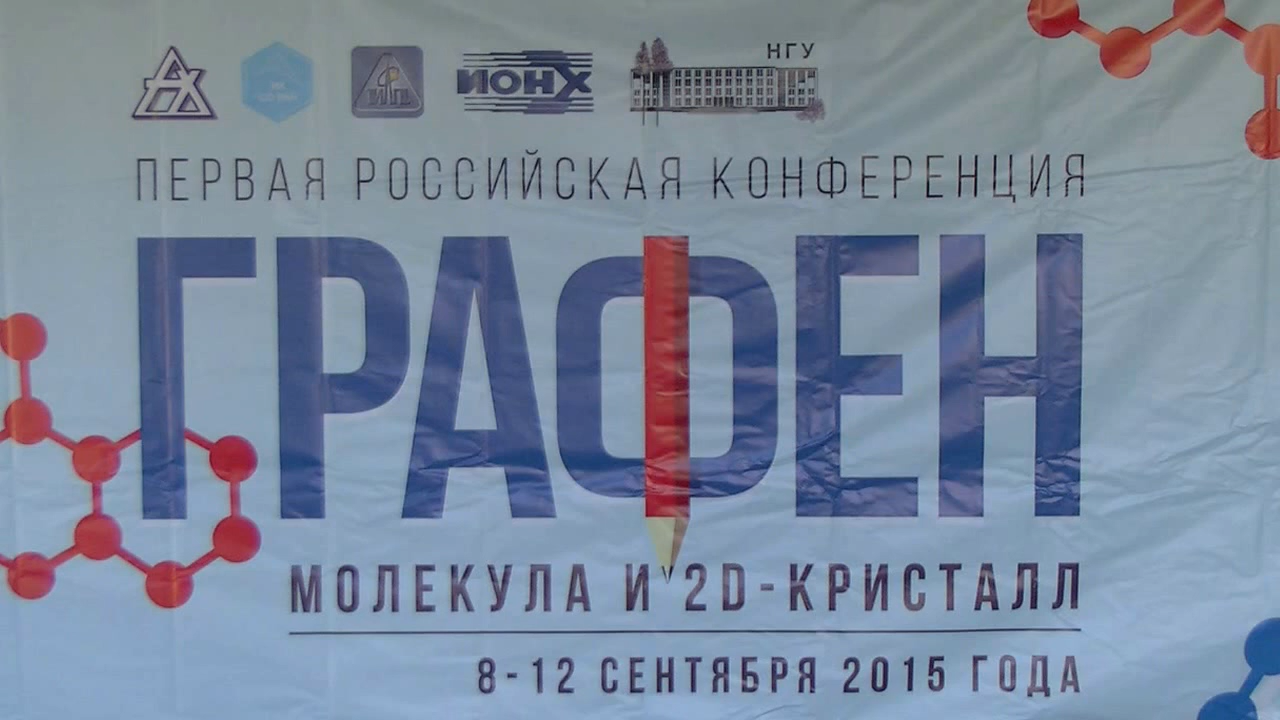 ИОНХ
НГУ
ПЕРВАЯ РОССИЙСКАЯ КОНФЕРЕНЦИЯ
ГРАФЕН
МОЛЕКУЛА И 2D-КРИСТАЛЛ
8-12 СЕНТЯБРЯ 2015 ГОДА